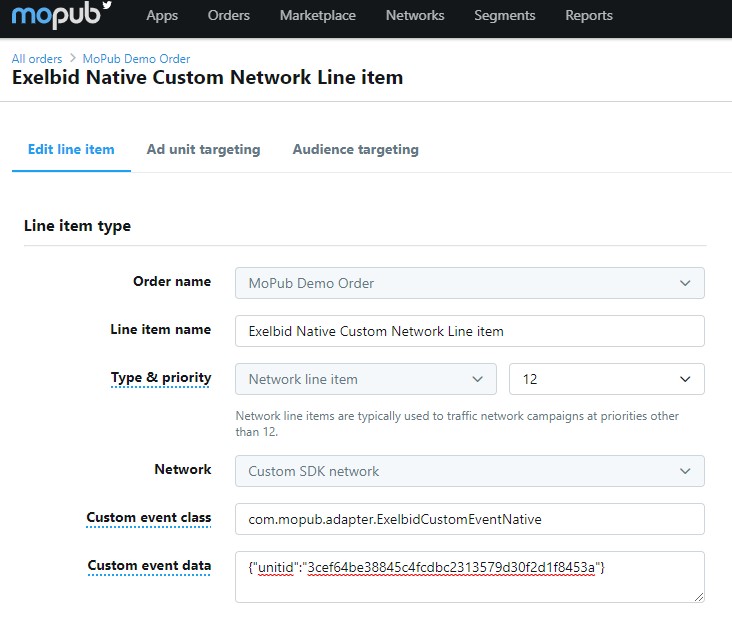 mopub
Apps Orders Marketplace Networks Segments Reports
All orders > MoPub Demo Order
Exelbid Native Custom Network Line item
Edit line item Ad unit targeting Audience targeting
Line item type
Order name MoPub Demo Order
Line item name Exelbid Native Custom Network Line item
Type & priority Network line item 12
Network line items are typically used to traffic network campaigns at priorities other
than 12.
Network Custom SDK network
Custom event class com.mopub.adapter.ExelbidCustomEventNative
Custom event data {"unitid":"3cef64be38845c4fcdbc2313579d30f2d1f8453a"}